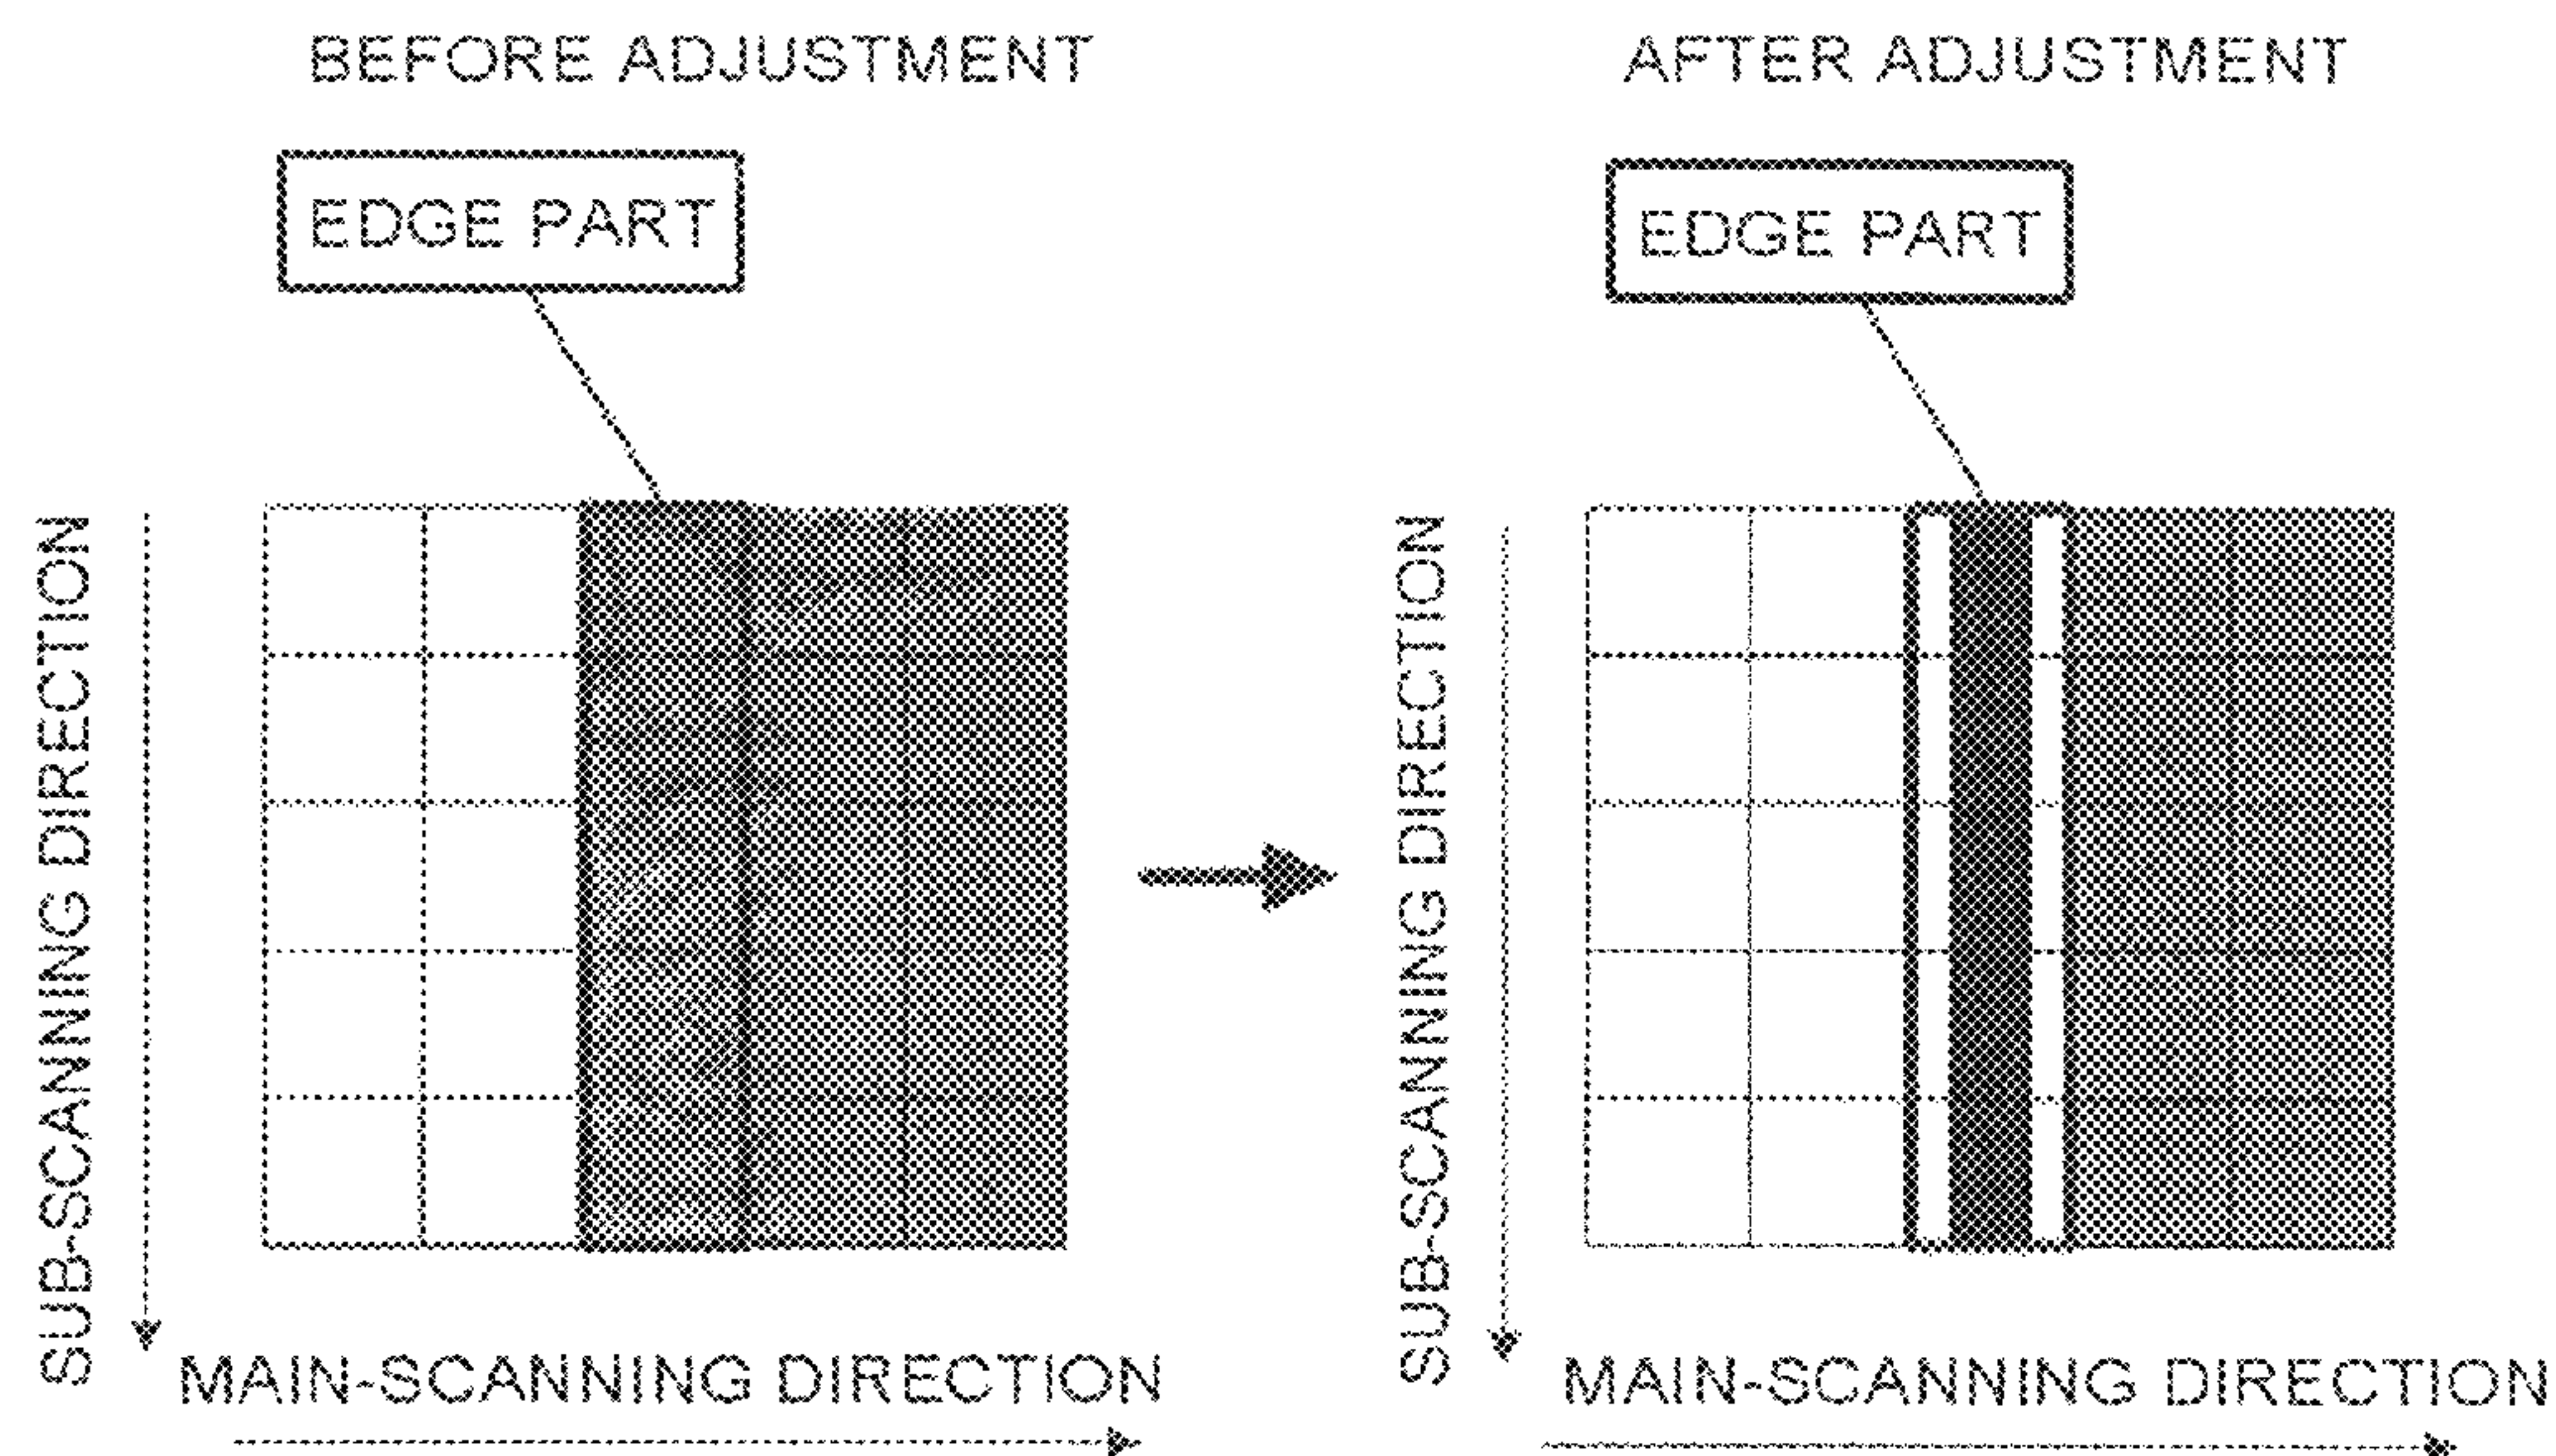 BEFORE ADJUSTMENT
EDGE PART
SUB-SCANNING DIRECTION
MAIN-SCANNING DIRECTION
AFTER ADJUSTMENT
EDGE PART
SUB-SCANNING DIRECTION
MAIN-SCANNING DIRECTION